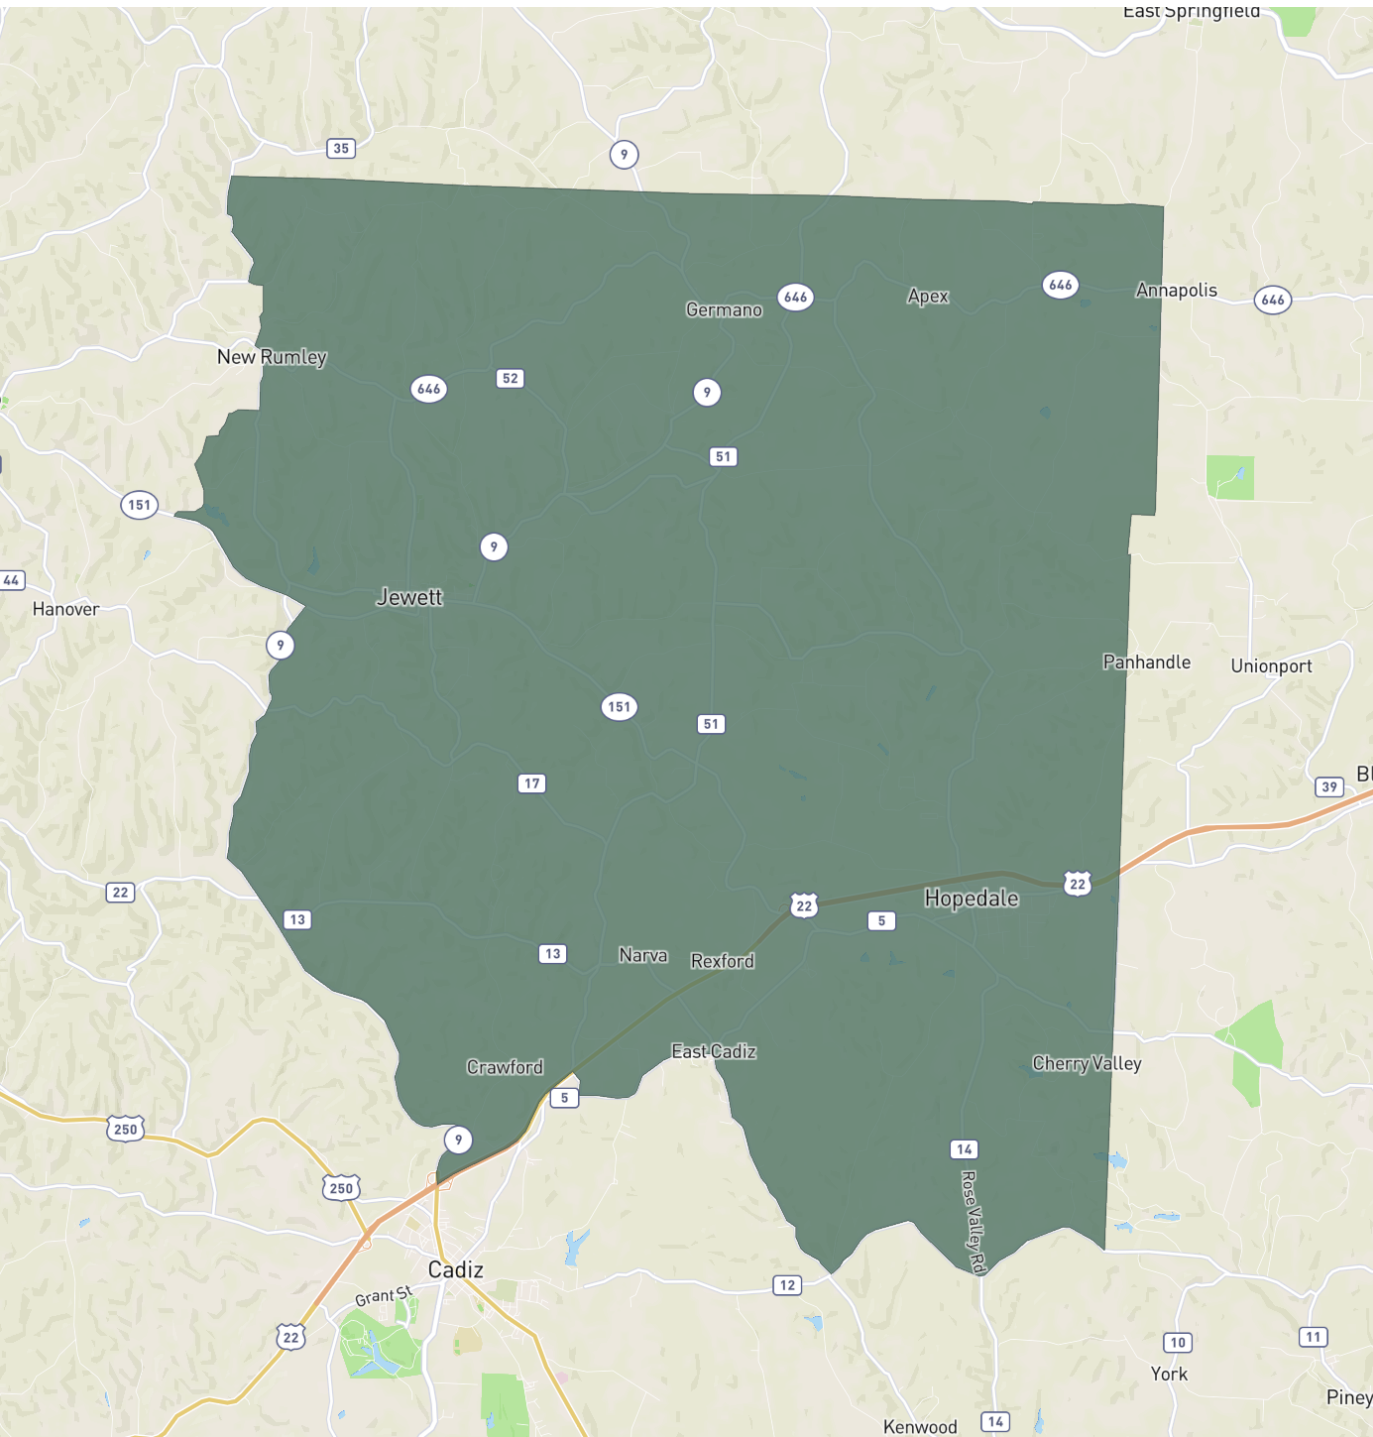 East Springfield
35
9
646
Apex
646
Annapolis
646
Germano
New Rumley
646
52
9
51
151
9
44
Hanover
Jewett
9
Panhandle
Unionport
151
51
17
39
22
22
22
Hopedale
13
5
13
Narva
Rexford
East Cadiz
Crawford
Cherry Valley
5
250
9
14
250
Rose Valley Rd
Cadiz
12
Grant St
22
10
11
York
Piney
Kenwood
14